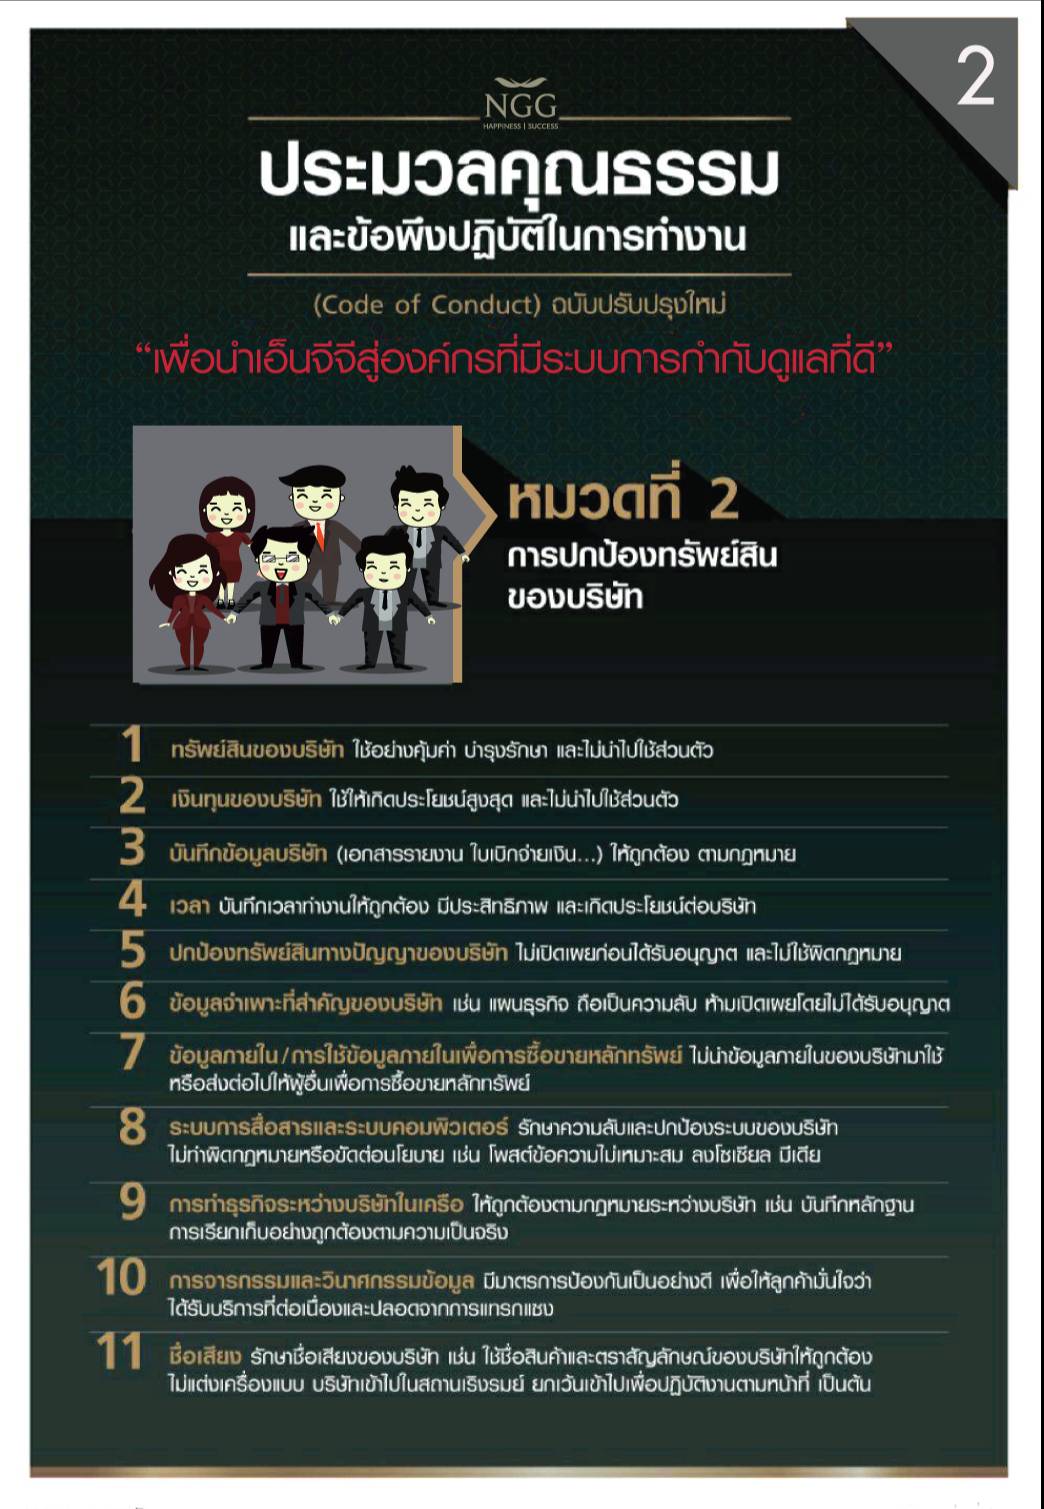 2
NGG
HAPPINESS | SUCCESS
ประมวลคุณธรรม
และข้อพึงปฏิบัติในการทำงาน
(Code of Conduct) ฉบับปรับปรุงใหม่
“เพื่อนำเอ็นจีจีสู่องค์กรที่มีระบบการกำกับดูแลที่ดี”
หมวดที่ 2
การปกป้องทรัพย์สิน
ของบริษัท
1 ทรัพย์สินของบริษัท ใช้อย่างคุ้มค่า บำรุงรักษา และไม่นำไปใช้ส่วนตัว
2 เงินทุนของบริษัท ใช้ให้เกิดประโยชน์สูงสุด และไม่นำไปใช้ส่วนตัว
3 บันทึกข้อมูลบริษัท (เอกสารรายงาน ใบเบิกจ่ายเงิน...) ให้ถูกต้อง ตามกฎหมาย
4 เวลา บันทึกเวลาทำงานให้ถูกต้อง มีประสิทธิภาพ และเกิดประโยชน์ต่อบริษัท
5 ปกป้องทรัพย์สินทางปัญญาของบริษัท ไม่เปิดเผยก่อนได้รับอนุญาต และไม่ใช้ผิดกฎหมาย
6 ข้อมูลจำเพาะที่สำคัญของบริษัท เช่น แผนธุรกิจ ถือเป็นความลับ ห้ามเปิดเผยโดยไม่ได้รับอนุญาต
7 ข้อมูลภายใน/การใช้ข้อมูลภายในเพื่อการซื้อขายหลักทรัพย์ ไม่นำข้อมูลภายในของบริษัทมาใช้
หรือส่งต่อไปให้ผู้อื่นเพื่อการซื้อขายหลักทรัพย์
8 ระบบการสื่อสารและระบบคอมพิวเตอร์ รักษาความลับและปกป้องระบบของบริษัท
ไม่ทำผิดกฎหมายหรือขัดต่อนโยบาย เช่น โพสต์ข้อความไม่เหมาะสม ลงโซเชียล มีเดีย
9 การทำธุรกิจระหว่างบริษัทในเครือ ให้ถูกต้องตามกฎหมายระหว่างบริษัท เช่น บันทึกหลักฐาน
การเรียกเก็บอย่างถูกต้องตามความเป็นจริง
10 การจารกรรมและวินาศกรรมข้อมูล มีมาตรการป้องกันเป็นอย่างดี เพื่อให้ลูกค้ามั่นใจว่า
ได้รับบริการที่ต่อเนื่องและปลอดจากการแทรกแซง
11 ชื่อเสียง รักษาชื่อเสียงของบริษัท เช่น ใช้ชื่อสินค้าและตราสัญลักษณ์ของบริษัทให้ถูกต้อง
ไม่แต่งเครื่องแบบ บริษัทเข้าไปในสถานเริงรมย์ ยกเว้นเข้าไปเพื่อปฏิบัติงานตามหน้าที่ เป็นต้น